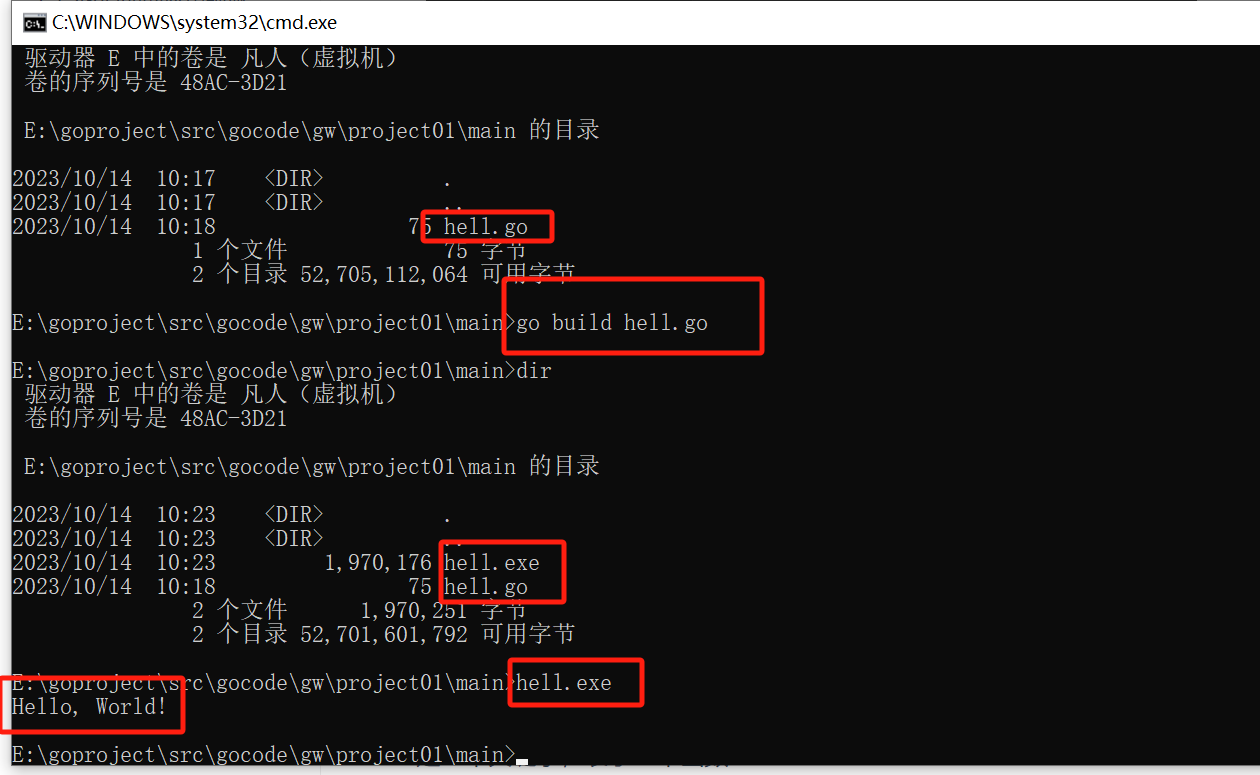 C:\WINDOWS\system32\cmd.exe
驱动器 E 中的卷是 凡人（虚拟机）
卷的序列号是 48AC-3D21
E:\goproject\src\gocode\gw\project01\main 的目录
2023/10/14  10:17    <DIR>          .
2023/10/14  10:17    <DIR>          ..
2023/10/14  10:18                75 hell.go
1 个文件             75 字节
2 个目录 52,705,112,064 可用字节
E:\goproject\src\gocode\gw\project01\main>go build hell.go
E:\goproject\src\gocode\gw\project01\main>dir
驱动器 E 中的卷是 凡人（虚拟机）
卷的序列号是 48AC-3D21
E:\goproject\src\gocode\gw\project01\main 的目录
2023/10/14  10:23    <DIR>          .
2023/10/14  10:23    <DIR>          ..
2023/10/14  10:23         1,970,176 hell.exe
2023/10/14  10:18                75 hell.go
2 个文件      1,970,251 字节
2 个目录 52,701,601,792 可用字节
E:\goproject\src\gocode\gw\project01\main>hell.exe
Hello, World!
E:\goproject\src\gocode\gw\project01\main>